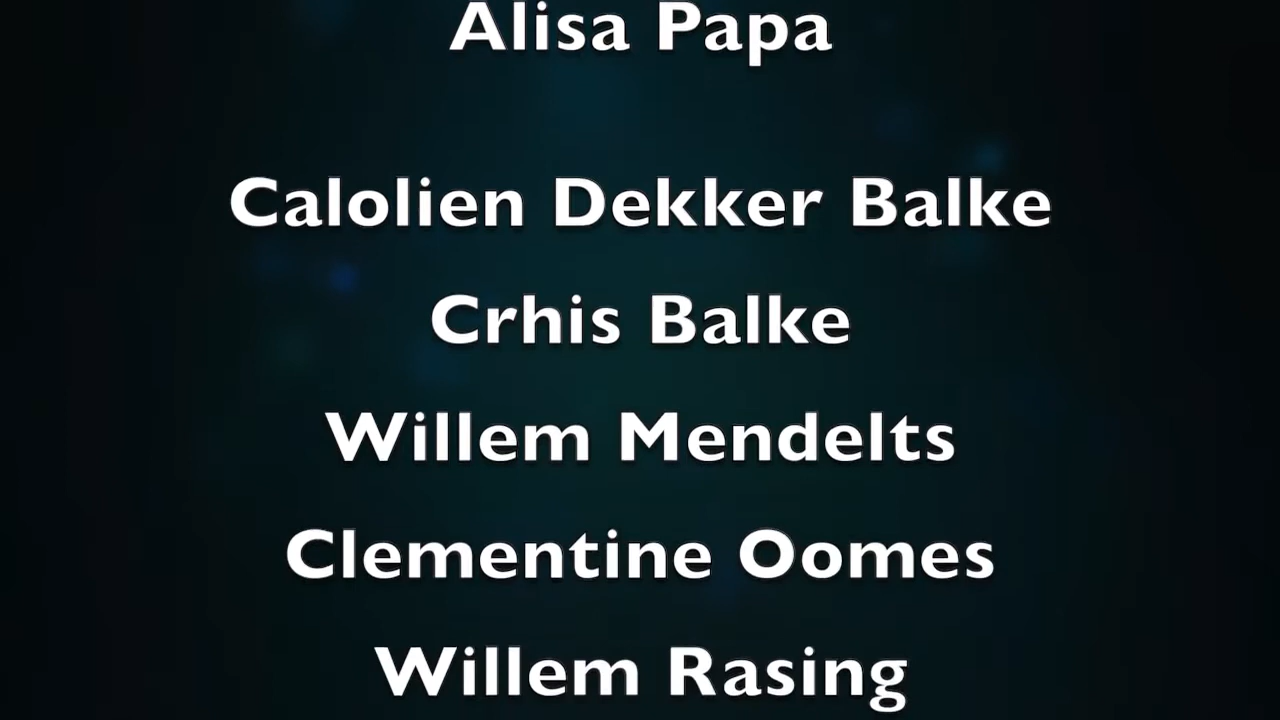 Alisa Papa
Calolien Dekker Balke
Crhis Balke
Willem Mendelts
Clementine Oomes
Willem Rasing